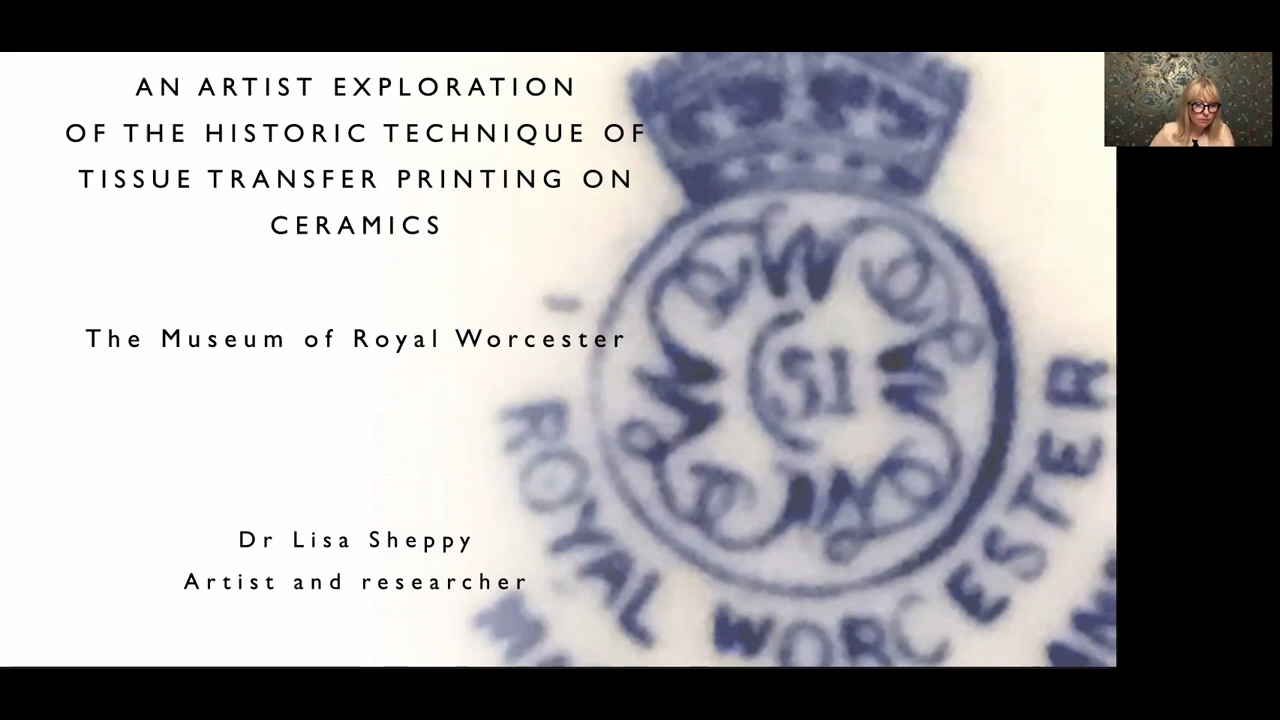 AN ARTIST EXPLORATION
OF THE HISTORIC TECHNIQUE OF
TISSUE TRANSFER PRINTING ON
CERAMICS
The Museum of Royal Worcester
Dr Lisa Sheppy
Artist and researcher
51
ROYAL WORCESTER